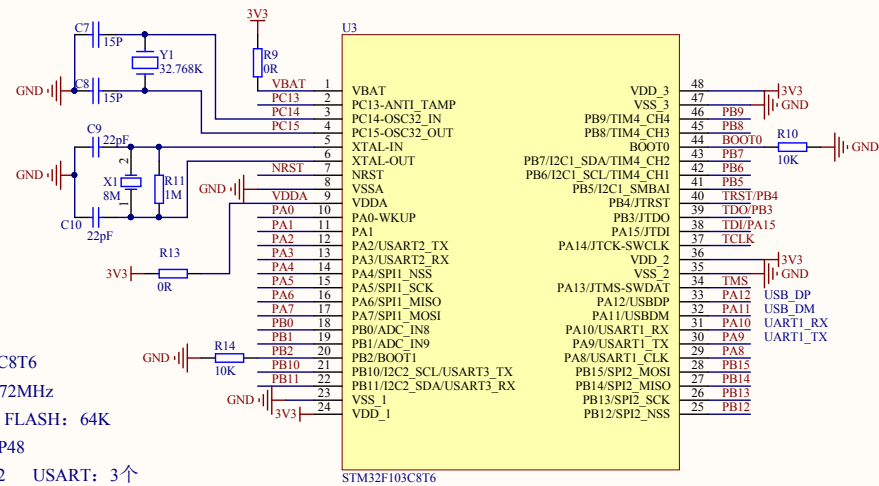 3V3
U3
C7
15P
Y1
32.768K
R9
0R
GND
C8
15P
VBAT 1 VBAT
PC13 2 PC13-ANTI_TAMP
PC14 3 PC14-OSC32_IN
PC15 4 PC15-OSC32_OUT
5 XTAL-IN
6 XTAL-OUT
NRST 7 NRST
GND 8 VSSA
VDDA 9 VDDA
PA0 10 PA0-WKUP
PA1 11 PA1
PA2 12 PA2/USART2_TX
PA3 13 PA3/USART2_RX
PA4 14 PA4/SPI1_NSS
PA5 15 PA5/SPI1_SCK
PA6 16 PA6/SPI1_MISO
PA7 17 PA7/SPI1_MOSI
PB0 18 PB0/ADC_IN8
PB1 19 PB1/ADC_IN9
PB2 20 PB2/BOOT1
PB10 21 PB10/I2C2_SCL/USART3_TX
PB11 22 PB11/I2C2_SDA/USART3_RX
GND 23 VSS_1
3V3 24 VDD_1
C9
22pF
GND
2
X1
8M
1
R11
1M
C10
22pF
R13
3V3
0R
R14
GND
10K
VDD_3 48 3V3
VSS_3 47 GND
PB9/TIM4_CH4 46 PB9
PB8/TIM4_CH3 45 PB8
BOOT0 44 BOOT0
R10
10K
GND
PB7/I2C1_SDA/TIM4_CH2 43 PB7
PB6/I2C1_SCL/TIM4_CH1 42 PB6
PB5/I2C1_SMBAI 41 PB5
PB4/JTRST 40 TRST/PB4
PB3/JTDO 39 TDO/PB3
PA15/JTDI 38 TDI/PA15
PA14/JTCK-SWCLK 37 TCLK
VDD_2 36 3V3
VSS_2 35 GND
PA13/JTMS-SWDAT 34 TMS
PA12/USBDP 33 PA12 USB_DP
PA11/USBDM 32 PA11 USB_DM
PA10/USART1_RX 31 PA10 UART1_RX
PA9/USART1_TX 30 PA9 UART1_TX
PA8/USART1_CLK 29 PA8
PB15/SPI2_MOSI 28 PB15
PB14/SPI2_MISO 27 PB14
PB13/SPI2_SCK 26 PB13
PB12/SPI2_NSS 25 PB12
STM32F103C8T6
C8T6
72MHz
FLASH：64K
P48
2 USART：3个